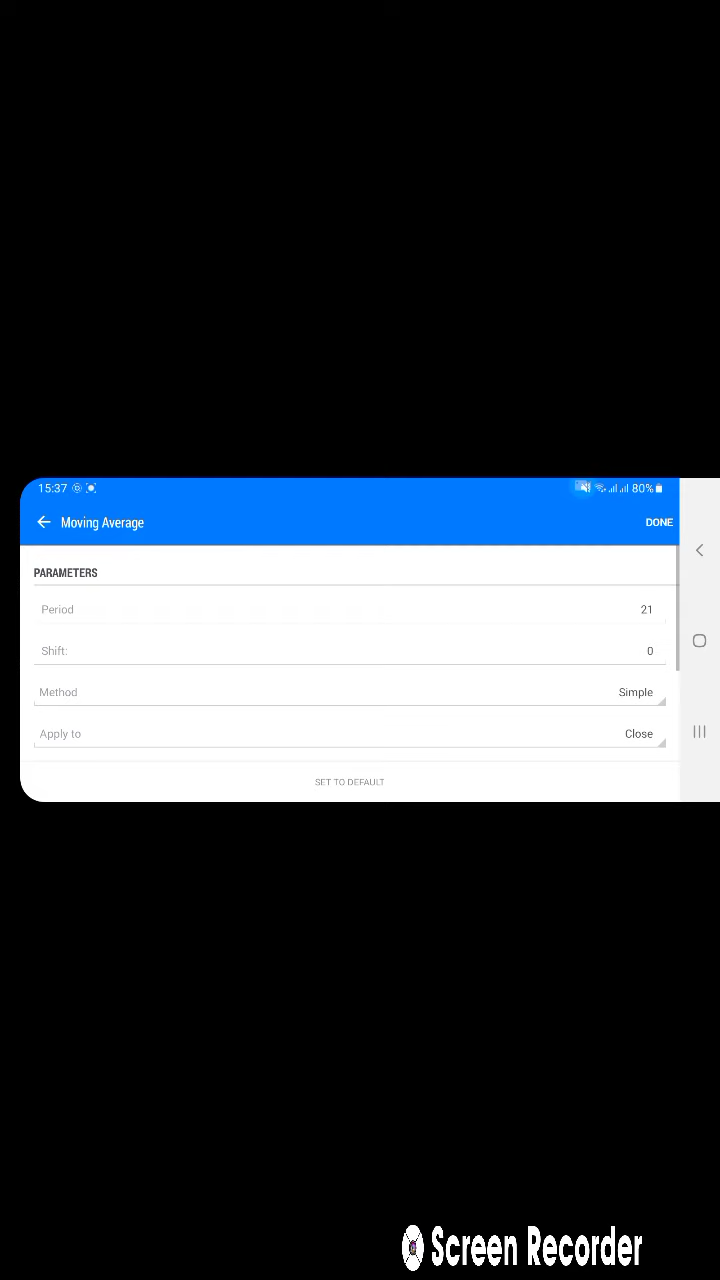 15:37 80%
Moving Average DONE
PARAMETERS
Period 21
Shift: 0
Method Simple
Apply to Close
SET TO DEFAULT
Screen Recorder